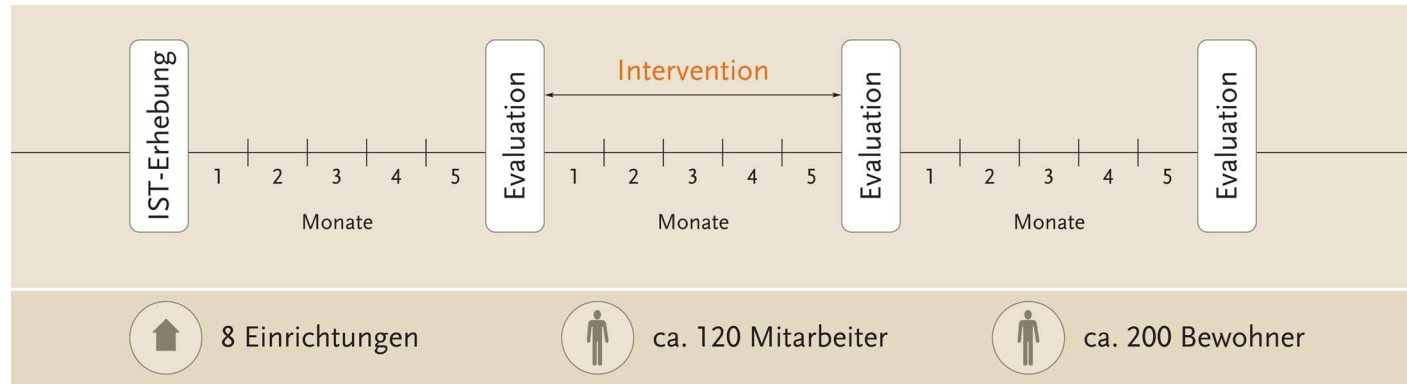 IST-Erhebung
1 2 3 4 5
Monate
Evaluation
Intervention
1 2 3 4 5
Monate
Evaluation
1 2 3 4 5
Monate
Evaluation
8 Einrichtungen
ca. 120 Mitarbeiter
ca. 200 Bewohner